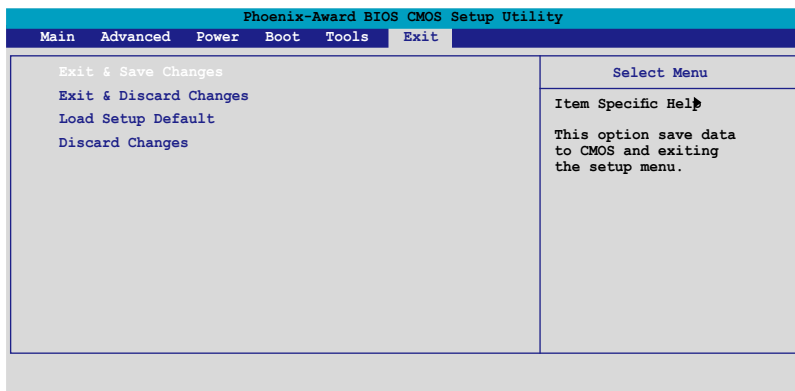 Phoenix-Award BIOS CMOS Setup Utility
Main Advanced Power Boot Tools Exit
Exit & Save Changes
Exit & Discard Changes
Load Setup Default
Discard Changes
Select Menu
Item Specific Help
This option save data
to CMOS and exiting
the setup menu.